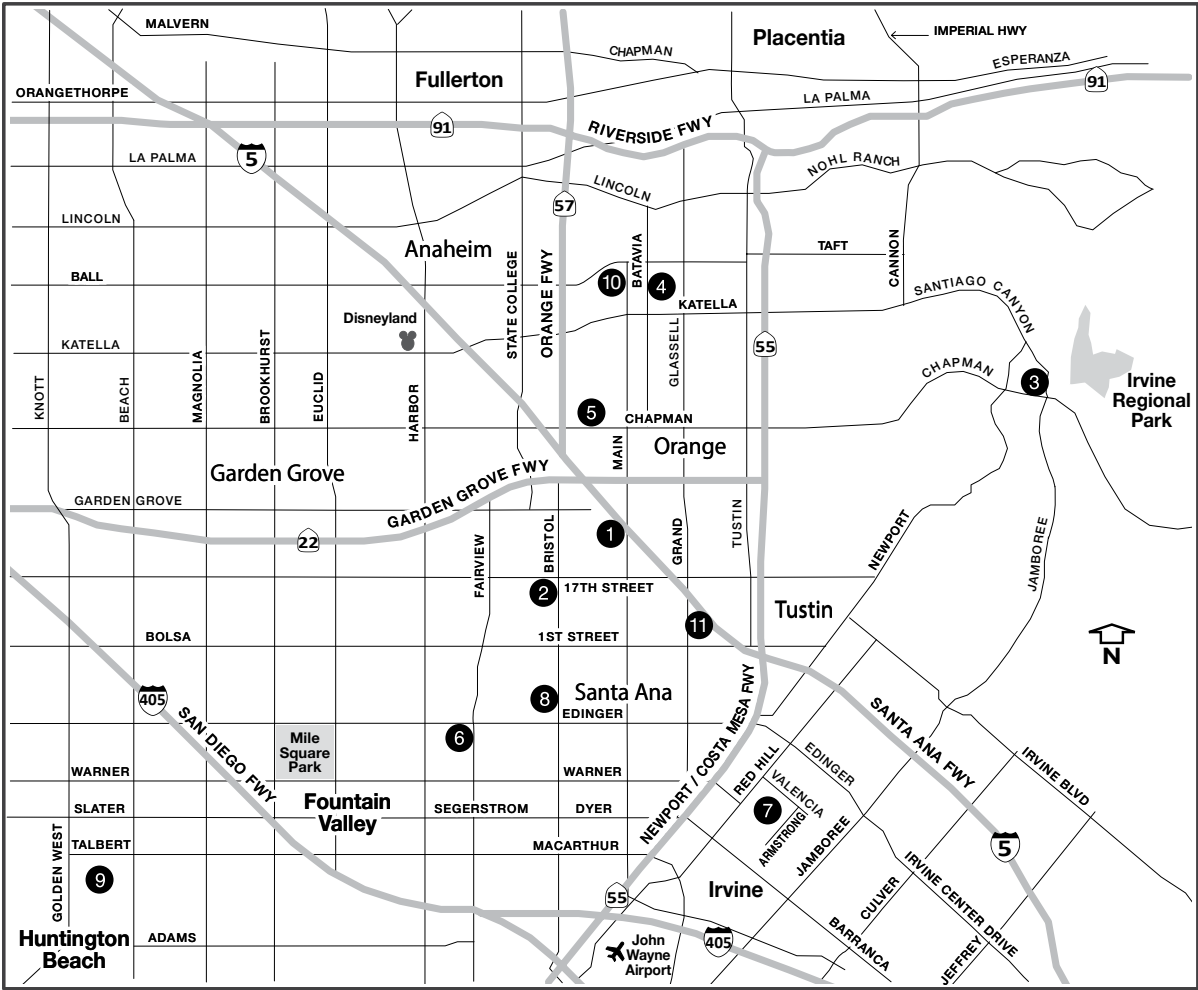 MALVERN
CHAPMAN
Placentia
IMPERIAL HWY
ESPERANZA
Fullerton
91
ORANGETHORPE
LA PALMA
91
RIVERSIDE FWY
LA PALMA
5
NOHL RANCH
LINCOLN
57
LINCOLN
Anaheim
TAFT
BATAVIA
CANNON
STATE COLLEGE
ORANGE FWY
BALL
10
4
KATELLA
SANTIAGO CANYON
Disneyland
KATELLA
GLASSELL
55
KNOTT
BEACH
MAGNOLIA
BROOKHURST
EUCLID
HARBOR
CHAPMAN
3
Irvine
Regional
Park
5
CHAPMAN
MAIN
Orange
Garden Grove
GARDEN GROVE FWY
GARDEN GROVE
22
FAIRVIEW
BRISTOL
1
GRAND
TUSTIN
NEWPORT
JAMBOREE
2
17TH STREET
Tustin
11
BOLSA
1ST STREET
N
405
SAN DIEGO FWY
8
Santa Ana
EDINGER
NEWPORT / COSTA MESA FWY
SANTA ANA FWY
6
Mile
Square
Park
RED HILL
EDINGER
IRVINE BLVD
WARNER
WARNER
VALENCIA
7
ARMSTRONG
JAMBOREE
SLATER
Fountain
Valley
SEGERSTROM
DYER
TALBERT
MACARTHUR
5
GOLDEN WEST
9
Irvine
55
CULVER
IRVINE CENTER DRIVE
Huntington
Beach
ADAMS
John
Wayne
Airport
405
BARRANCA
JEFFREY